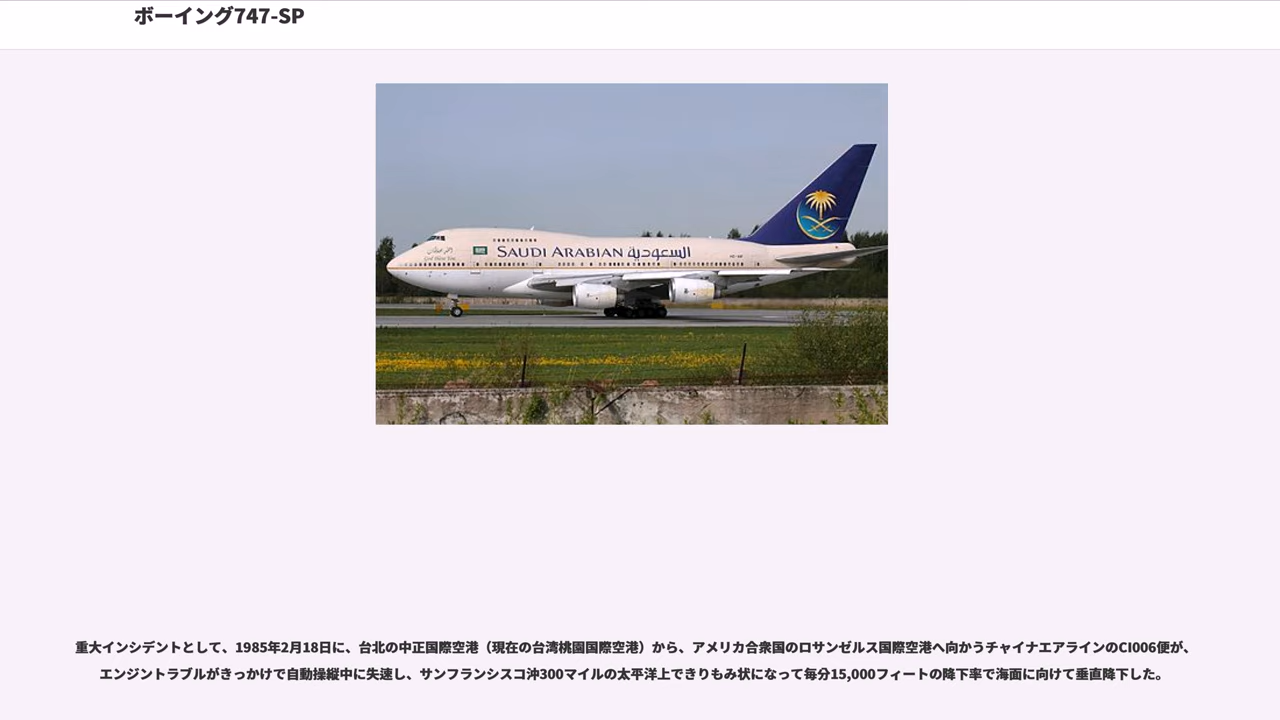 ボーイング747-SP
SAUDI ARABIAN السعودية
重大インシデントとして、1985年2月18日に、台北の中正国際空港（現在の台湾桃園国際空港）から、アメリカ合衆国のロサンゼルス国際空港へ向かうチャイナエアラインのCI006便が、
エンジントラブルがきっかけで自動操縦中に失速し、サンフランシスコ沖300マイルの太平洋上できりもみ状になって毎分15,000フィートの降下率で海面に向けて垂直降下した。